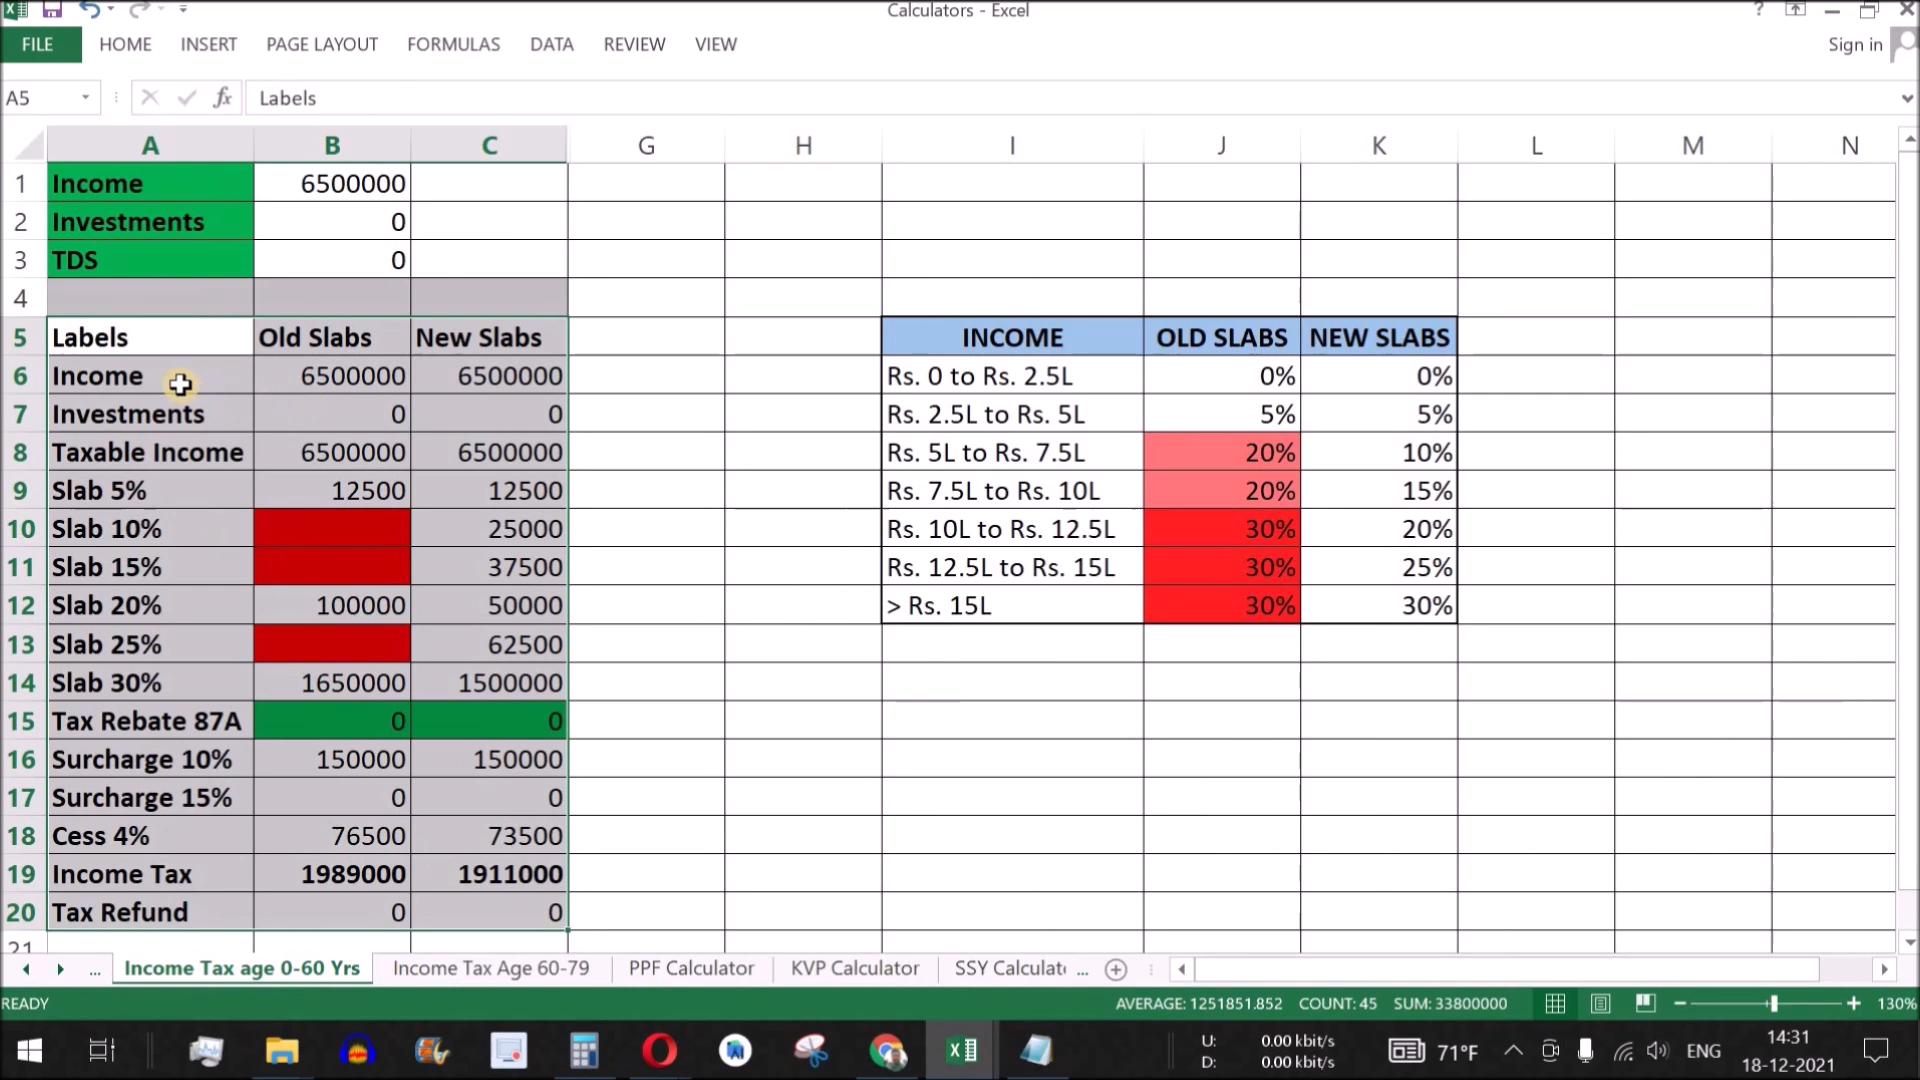 Calculators - Excel
?
FILE HOME INSERT PAGE LAYOUT FORMULAS DATA REVIEW VIEW Sign in
A5 fx Labels
A B C G H I J K L M N
1 Income 6500000
2 Investments 0
3 TDS 0
4
5 Labels Old Slabs New Slabs INCOME OLD SLABS NEW SLABS
6 Income 6500000 6500000 Rs. 0 to Rs. 2.5L 0% 0%
7 Investments 0 0 Rs. 2.5L to Rs. 5L 5% 5%
8 Taxable Income 6500000 6500000 Rs. 5L to Rs. 7.5L 20% 10%
9 Slab 5% 12500 12500 Rs. 7.5L to Rs. 10L 20% 15%
10 Slab 10% 25000 Rs. 10L to Rs. 12.5L 30% 20%
11 Slab 15% 37500 Rs. 12.5L to Rs. 15L 30% 25%
12 Slab 20% 100000 50000 > Rs. 15L 30% 30%
13 Slab 25% 62500
14 Slab 30% 1650000 1500000
15 Tax Rebate 87A 0 0
16 Surcharge 10% 150000 150000
17 Surcharge 15% 0 0
18 Cess 4% 76500 73500
19 Income Tax 1989000 1911000
20 Tax Refund 0 0
21
... Income Tax age 0-60 Yrs Income Tax Age 60-79 PPF Calculator KVP Calculator SSY Calculat ...
READY AVERAGE: 1251851.852 COUNT: 45 SUM: 33800000 130%
U: 0.00 kbit/s
D: 0.00 kbit/s
71°F ENG
14:31
18-12-2021